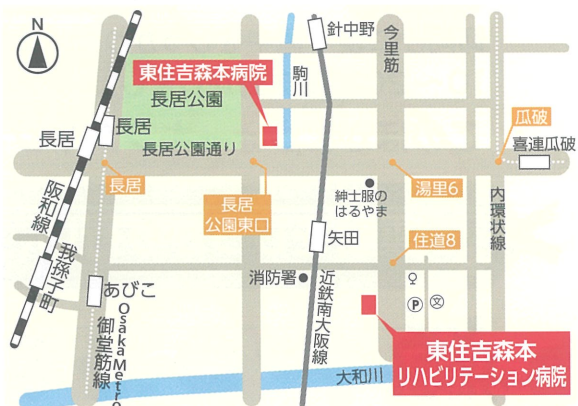 N
針中野
今里筋
東住吉森本病院
駒川
長居公園
瓜破
長居
長居
長居公園通り
喜連瓜破
阪和線
長居
長居
公園東口
紳士服の
はるやま
湯里6
内環状線
矢田
住道8
我孫子町
消防署
あびこ
近鉄南大阪線
P
文
Osaka Metro
御堂筋線
東住吉森本
リハビリテーション病院
大和川